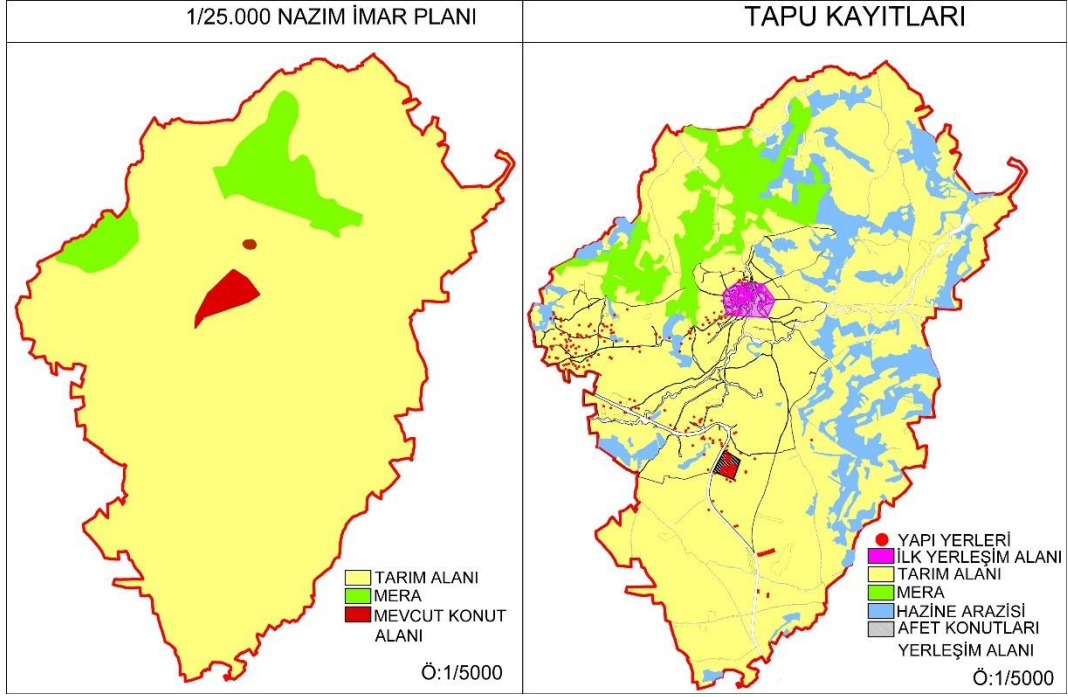 1/25.000 NAZIM İMAR PLANI
TARIM ALANI
MERA
MEVCUT KONUT
ALANI
Ö:1/5000
TAPU KAYITLARI
YAPI YERLERİ
İLK YERLEŞİM ALANI
TARIM ALANI
MERA
HAZİNE ARAZİSİ
AFET KONUTLARI
YERLEŞİM ALANI
Ö:1/5000